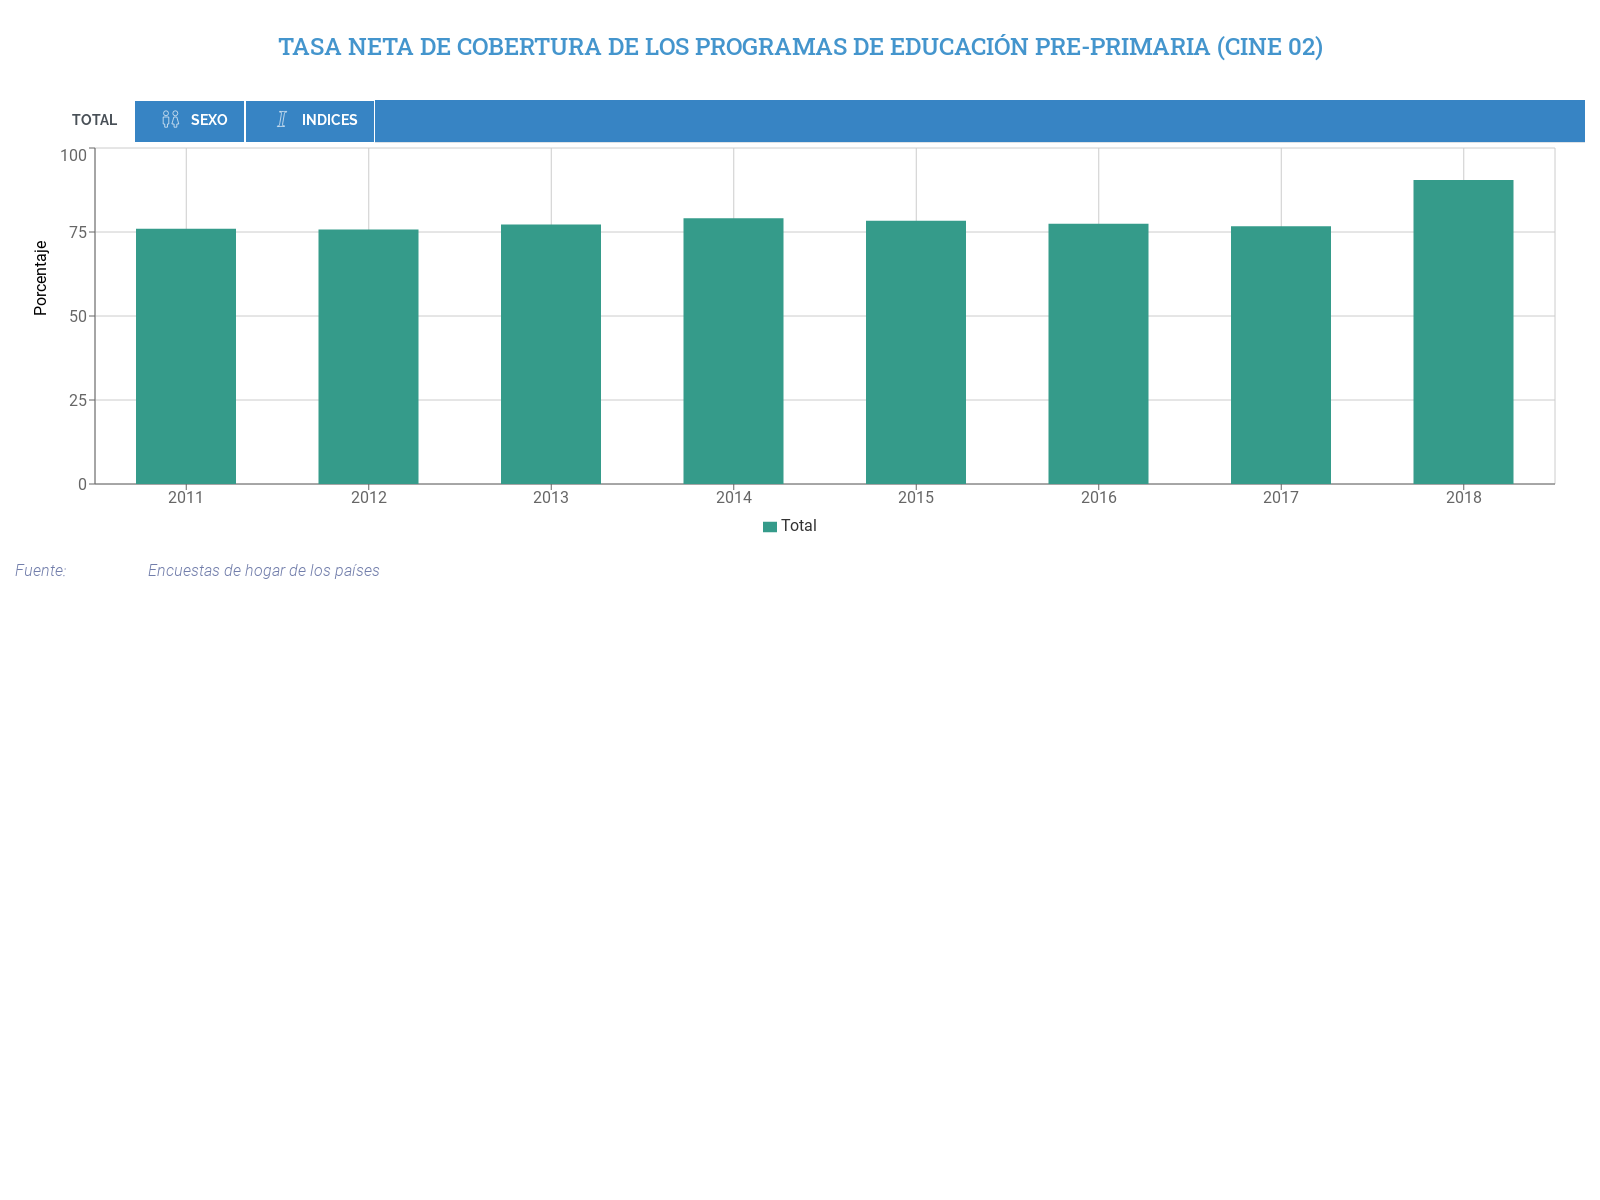 TASA NETA DE COBERTURA DE LOS PROGRAMAS DE EDUCACIÓN PRE-PRIMARIA (CINE 02)
TOTAL SEXO INDICES
100
75
50
25
0
Porcentaje
2011 2012 2013 2014 2015 2016 2017 2018
Total
Fuente: Encuestas de hogar de los países